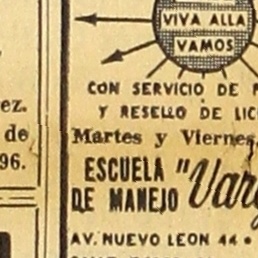 VIVA ALLA
VAMOS
CON SERVICIO DE
Y RESELLO DE LIC
Martes y Viernes
ESCUELA "Varg
DE MANEJO
AV. NUEVO LEON 44 •
ez.
de
96.